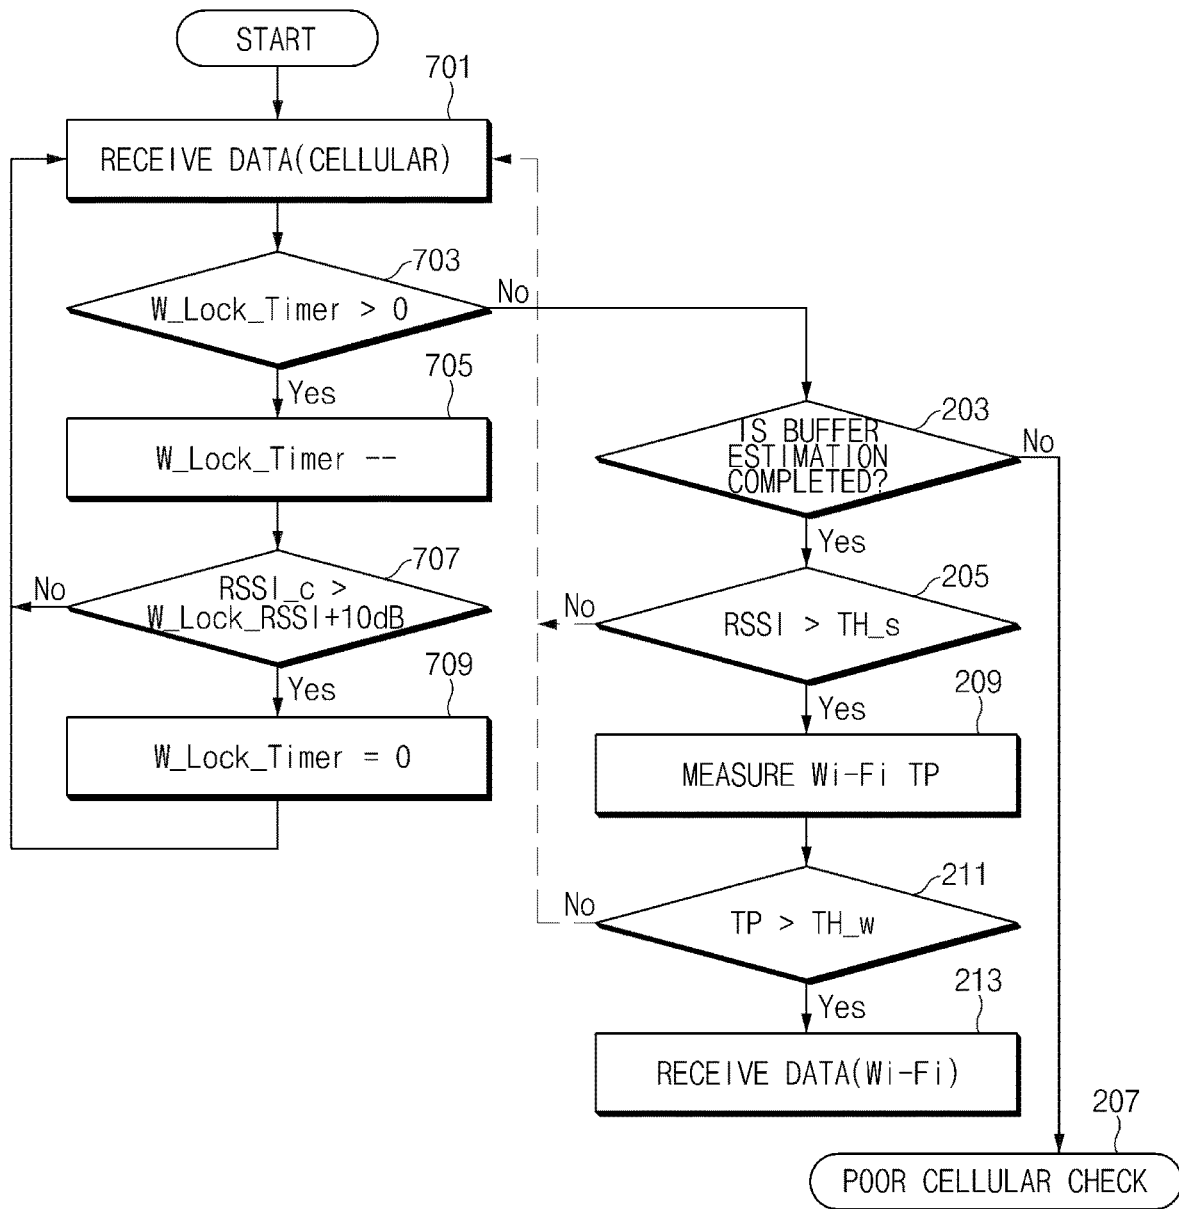 START
701
RECEIVE DATA(CELLULAR)
703
W_Lock_Timer > 0
No
Yes
705
W_Lock_Timer --
707
RSSI_c >
W_Lock_RSSI+10dB
No
Yes
709
W_Lock_Timer = 0
203
IS BUFFER
ESTIMATION
COMPLETED?
No
Yes
205
RSSI > TH_s
No
Yes
209
MEASURE Wi-Fi TP
211
TP > TH_w
No
Yes
213
RECEIVE DATA(Wi-Fi)
207
POOR CELLULAR CHECK